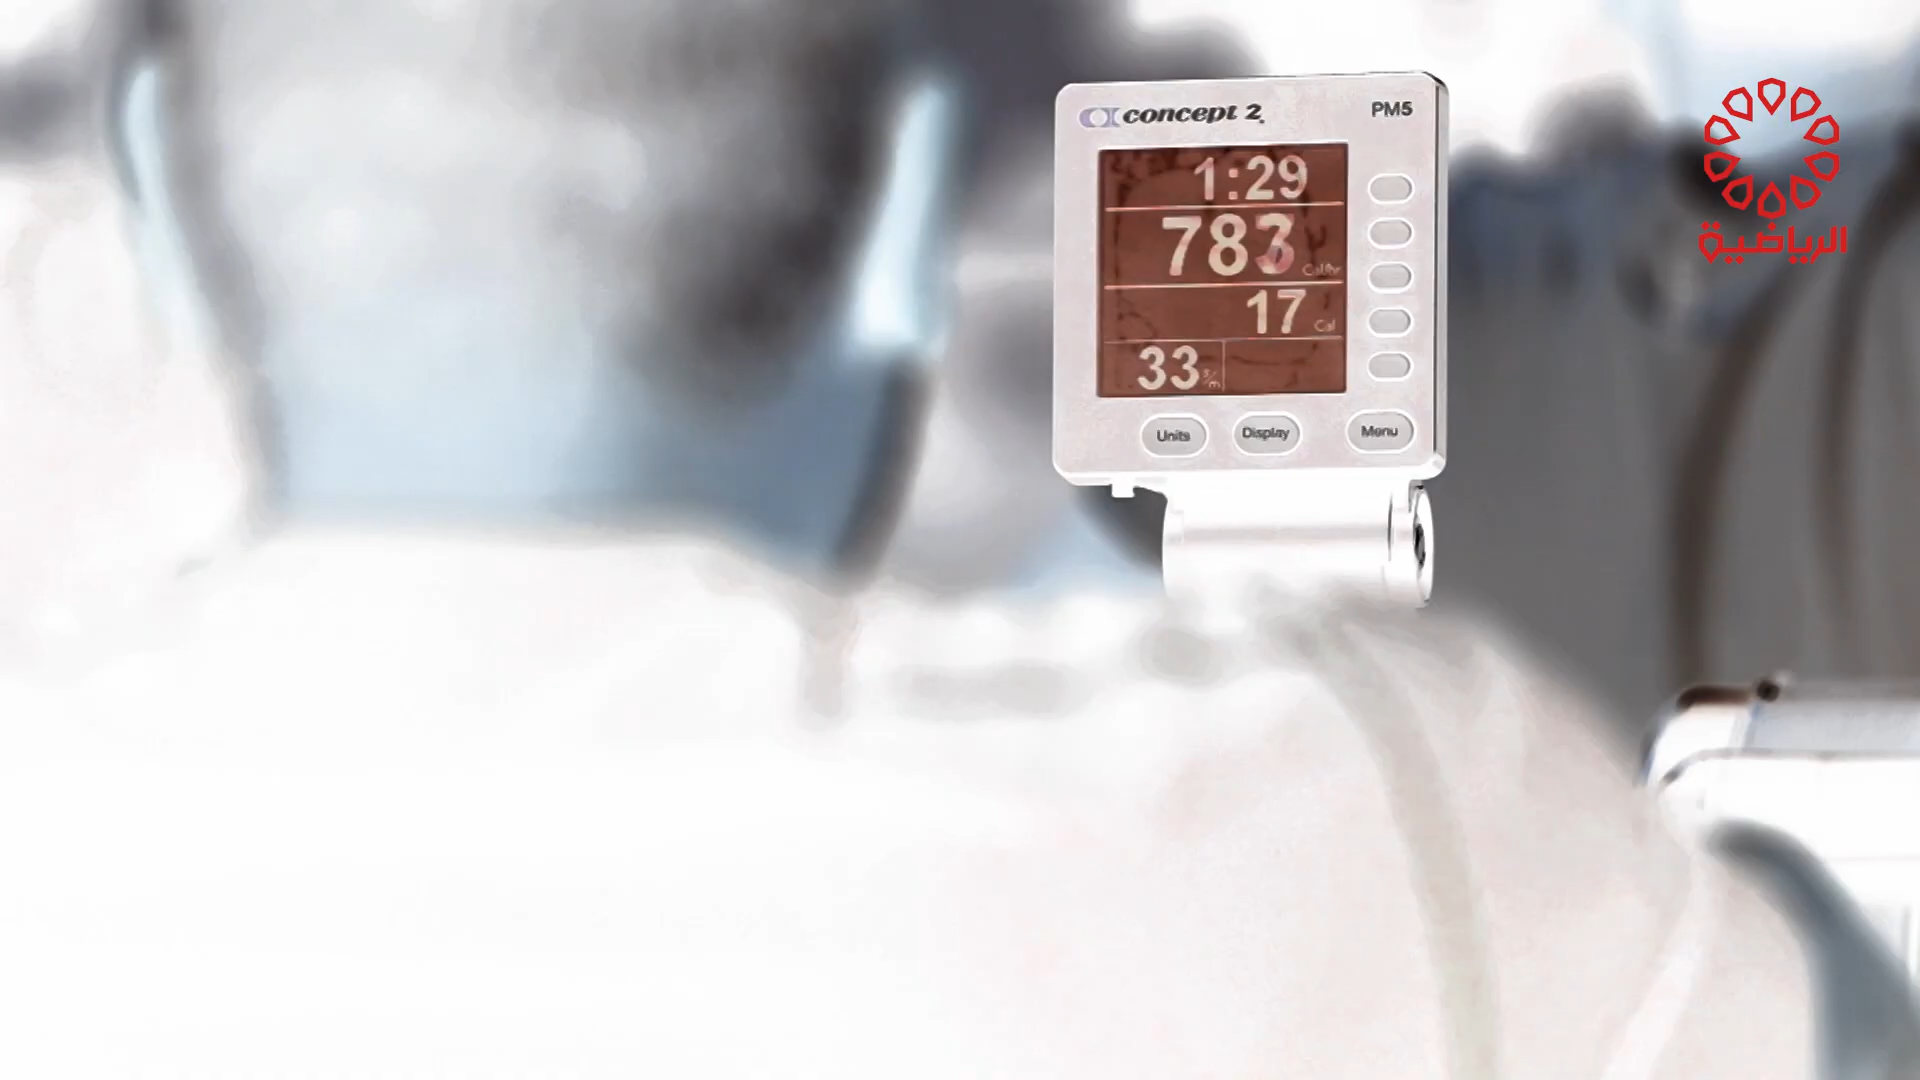 concept 2.
PM5
1:29
783 Cal/hr
17 Cal
33 s/m
Units
Display
Menu
الرياضية